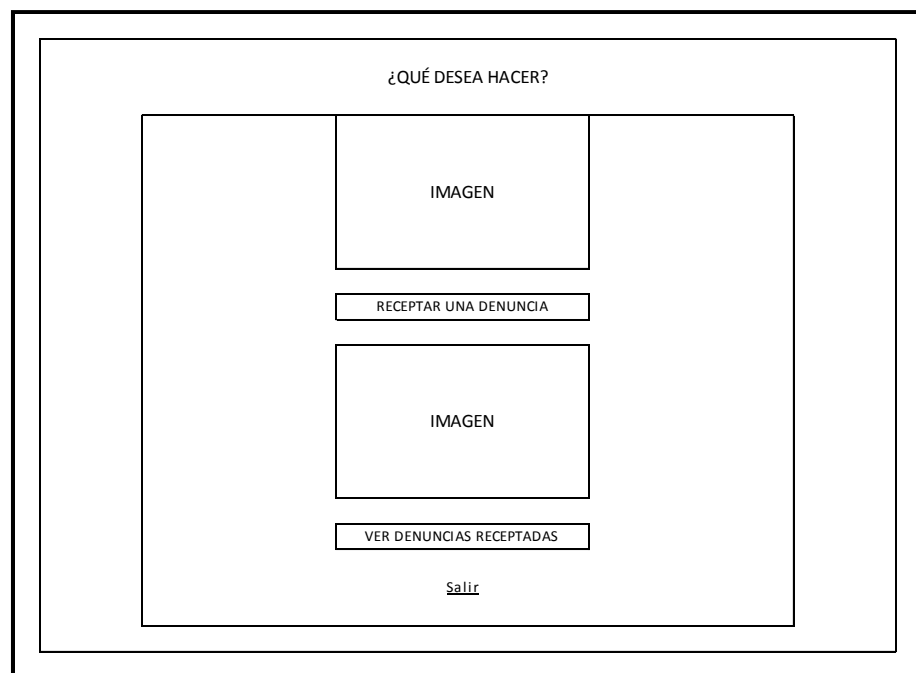 ¿QUÉ DESEA HACER?
IMAGEN
RECEPTAR UNA DENUNCIA
IMAGEN
VER DENUNCIAS RECEPTADAS
Salir